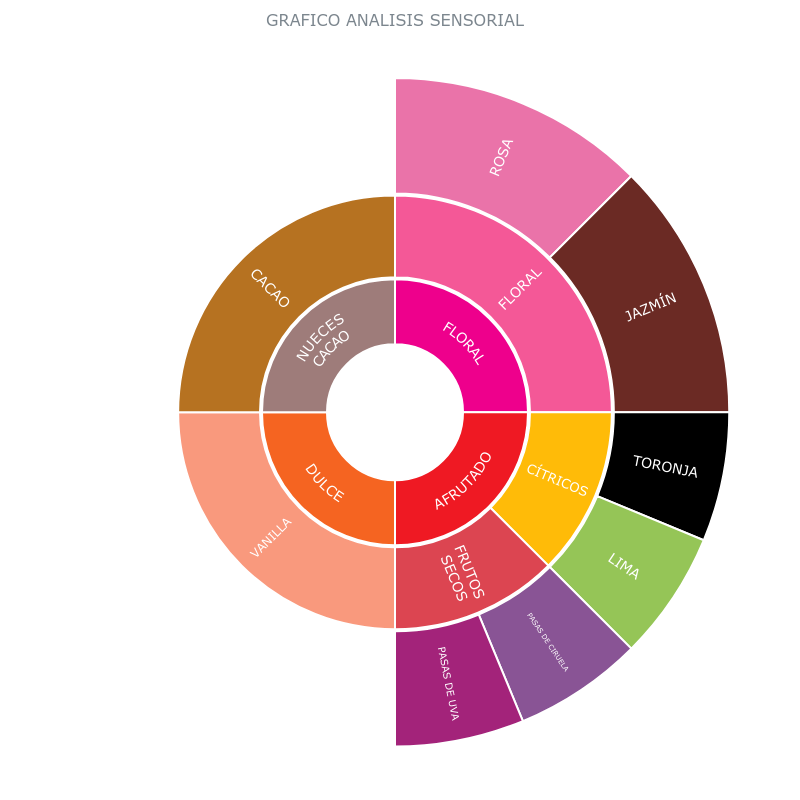 GRAFICO ANALISIS SENSORIAL
ROSA
JAZMÍN
FLORAL
CACAO
NUECES
CACAO
FLORAL
TORONJA
CÍTRICOS
AFRUTADO
DULCE
VANILLA
LIMA
FRUTOS
SECOS
PASAS DE CIRUELA
PASAS DE UVA